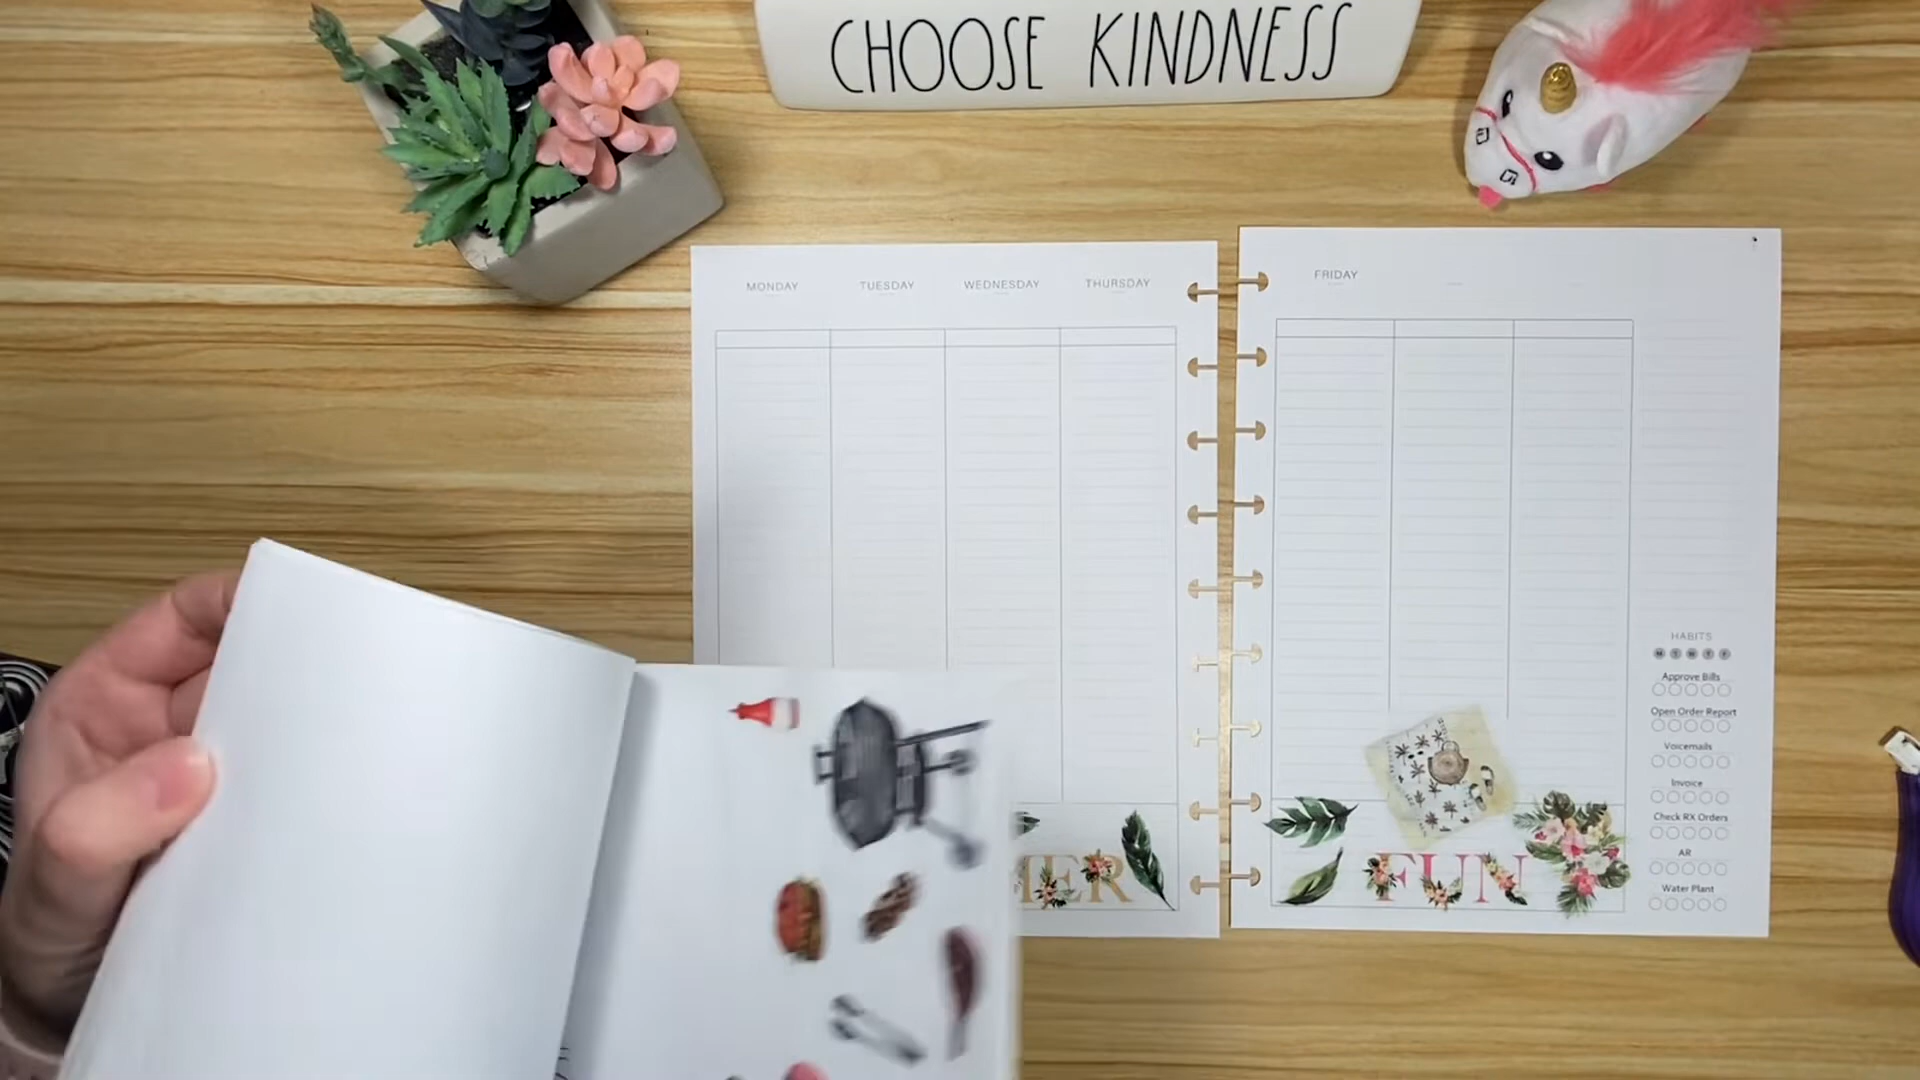 CHOOSE KINDNESS
MONDAY TUESDAY WEDNESDAY THURSDAY
FRIDAY
HABITS
M T W T F
Approve Bills
Open Order Report
Voicemails
Invoice
Check RX Orders
AR
Water Plant
MER
FUN